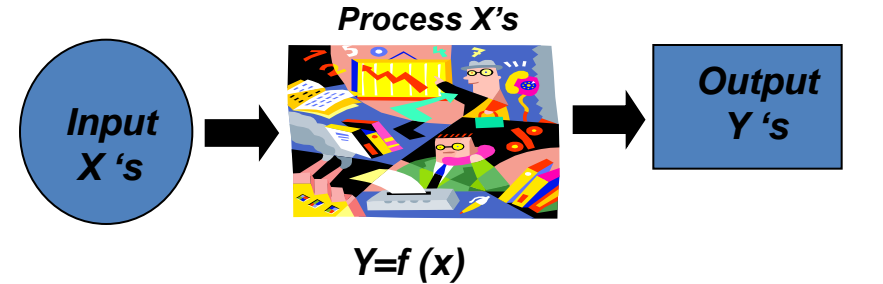 Process X's
Input
X ‘s
Output
Y ‘s
Y=f (x)